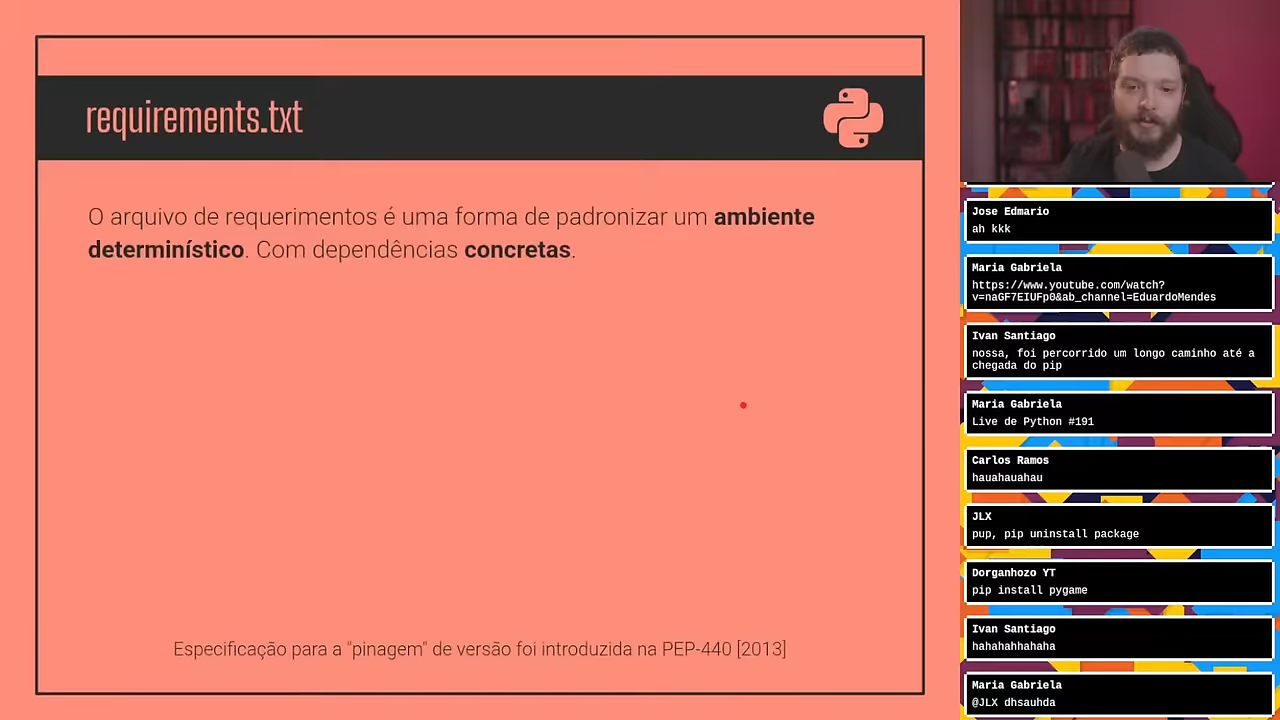 requirements.txt
O arquivo de requerimentos é uma forma de padronizar um ambiente
determinístico. Com dependências concretas.
Especificação para a "pinagem" de versão foi introduzida na PEP-440 [2013]
Jose Edmario
ah kkk
Maria Gabriela
https://www.youtube.com/watch?
v=naGF7EIUFp0&ab_channel=EduardoMendes
Ivan Santiago
nossa, foi percorrido um longo caminho até a
chegada do pip
Maria Gabriela
Live de Python #191
Carlos Ramos
hauahauahau
JLX
pup, pip uninstall package
Dorganhozo YT
pip install pygame
Ivan Santiago
hahahahhahaha
Maria Gabriela
@JLX dhsauhda